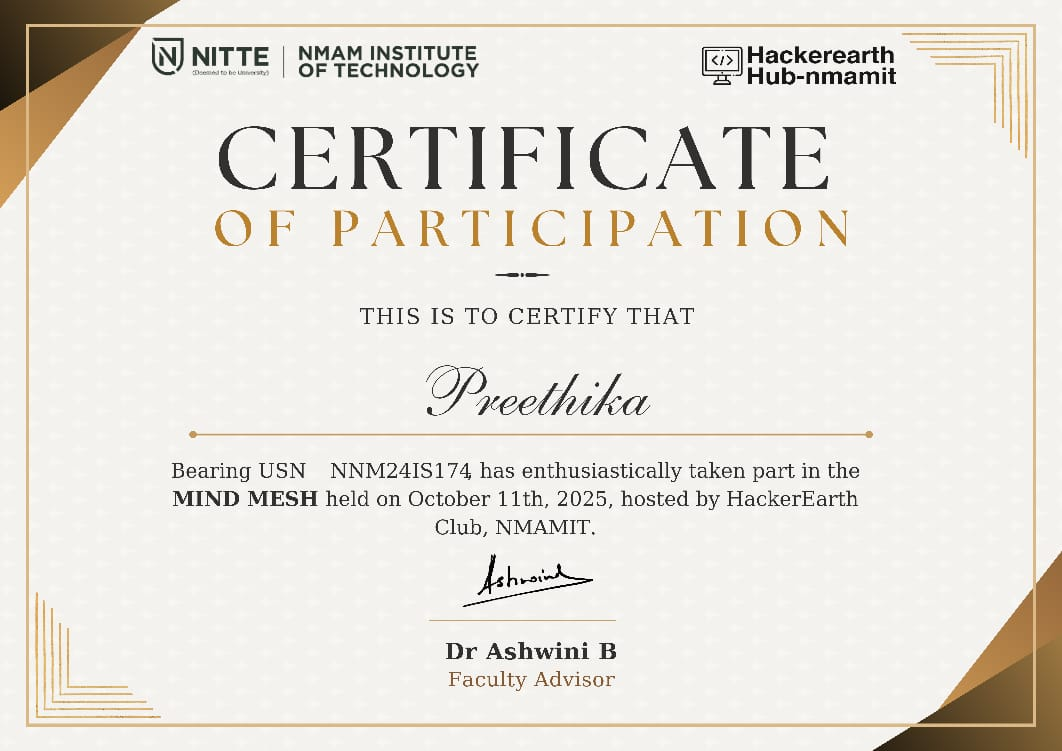 NITTE
(Deemed to be University)
NMAM INSTITUTE
OF TECHNOLOGY
</>
Hackerearth
Hub-nmamit
CERTIFICATE
OF PARTICIPATION
THIS IS TO CERTIFY THAT
Preethika
Bearing USN NNM24IS174, has enthusiastically taken part in the
MIND MESH held on October 11th, 2025, hosted by HackerEarth
Club, NMAMIT.
Ashwini
Dr Ashwini B
Faculty Advisor